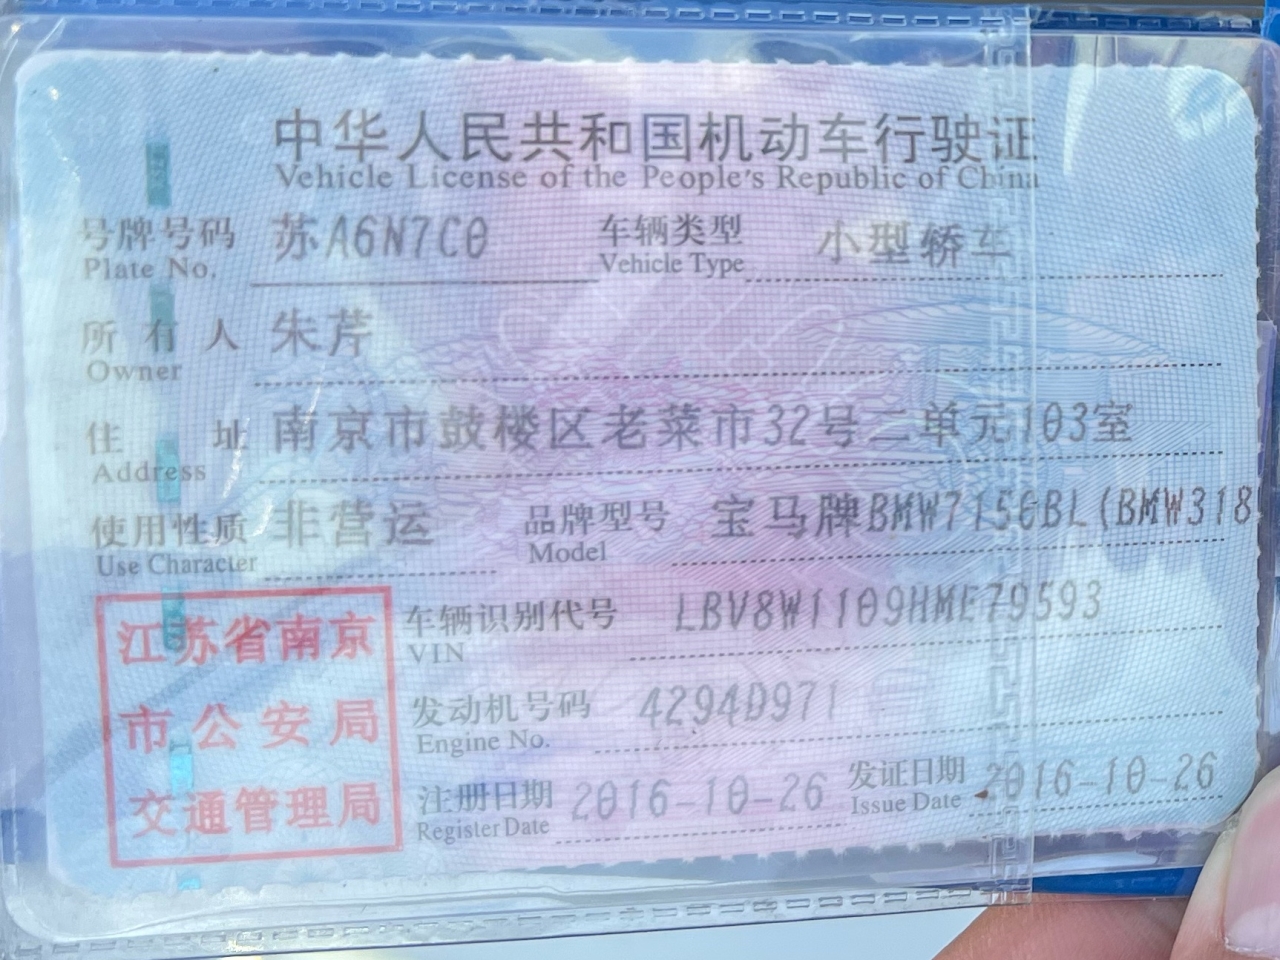 中华人民共和国机动车行驶证
Vehicle License of the People's Republic of China
号牌号码 苏A6N7C0 车辆类型 小型轿车
Plate No. Vehicle Type
所有人 朱芹
Owner
住址 南京市鼓楼区老菜市32号二单元103室
Address
使用性质 非营运 品牌型号 宝马牌BMW7156BL(BMW318
Use Character Model
江苏省南京
市公安局
交通管理局
车辆识别代号 LBV8W1109HME79593
VIN
发动机号码 4294D971
Engine No.
注册日期 2016-10-26 发证日期 2016-10-26
Register Date Issue Date